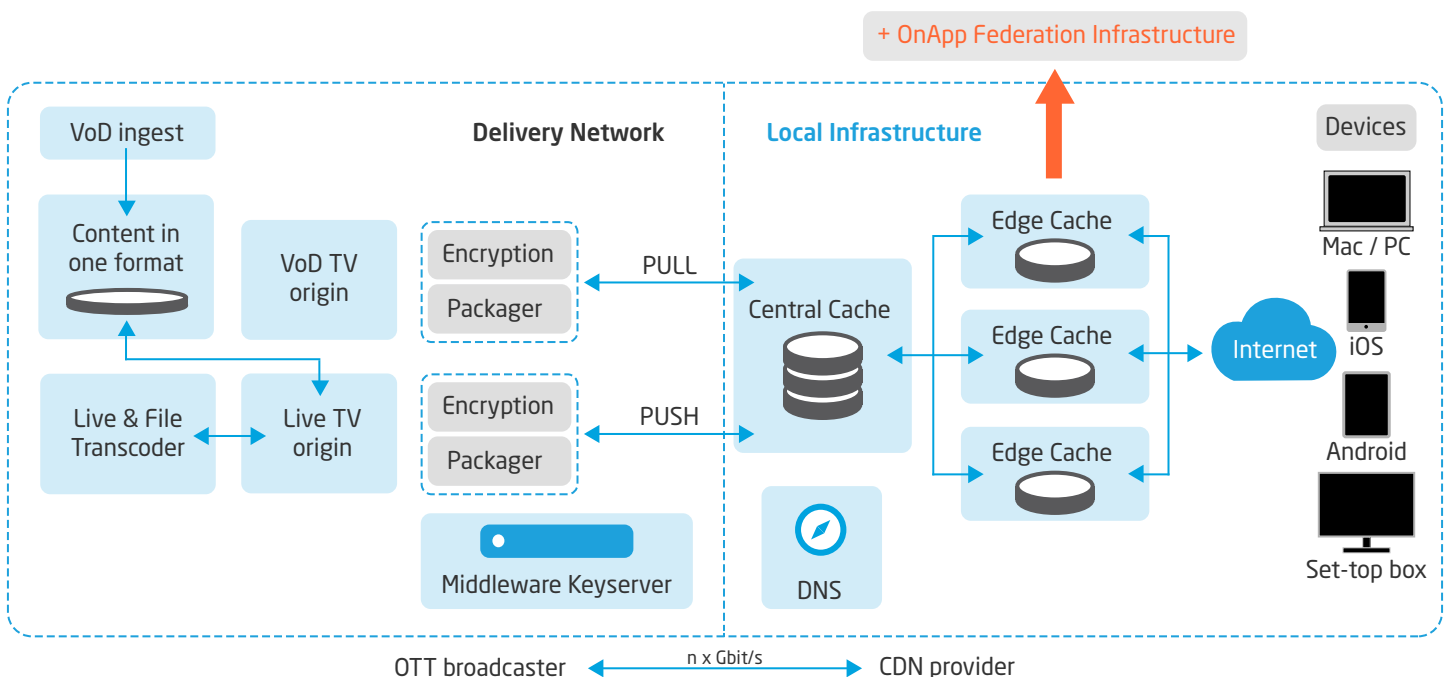 + OnApp Federation Infrastructure
VoD ingest
Delivery Network
Local Infrastructure
Devices
Content in
one format
VoD TV
origin
Encryption
Packager
PULL
Central Cache
Edge Cache
Edge Cache
Edge Cache
Internet
Mac / PC
iOS
Android
Set-top box
Live & File
Transcoder
Live TV
origin
Encryption
Packager
PUSH
Middleware Keyserver
DNS
OTT broadcaster
n x Gbit/s
CDN provider